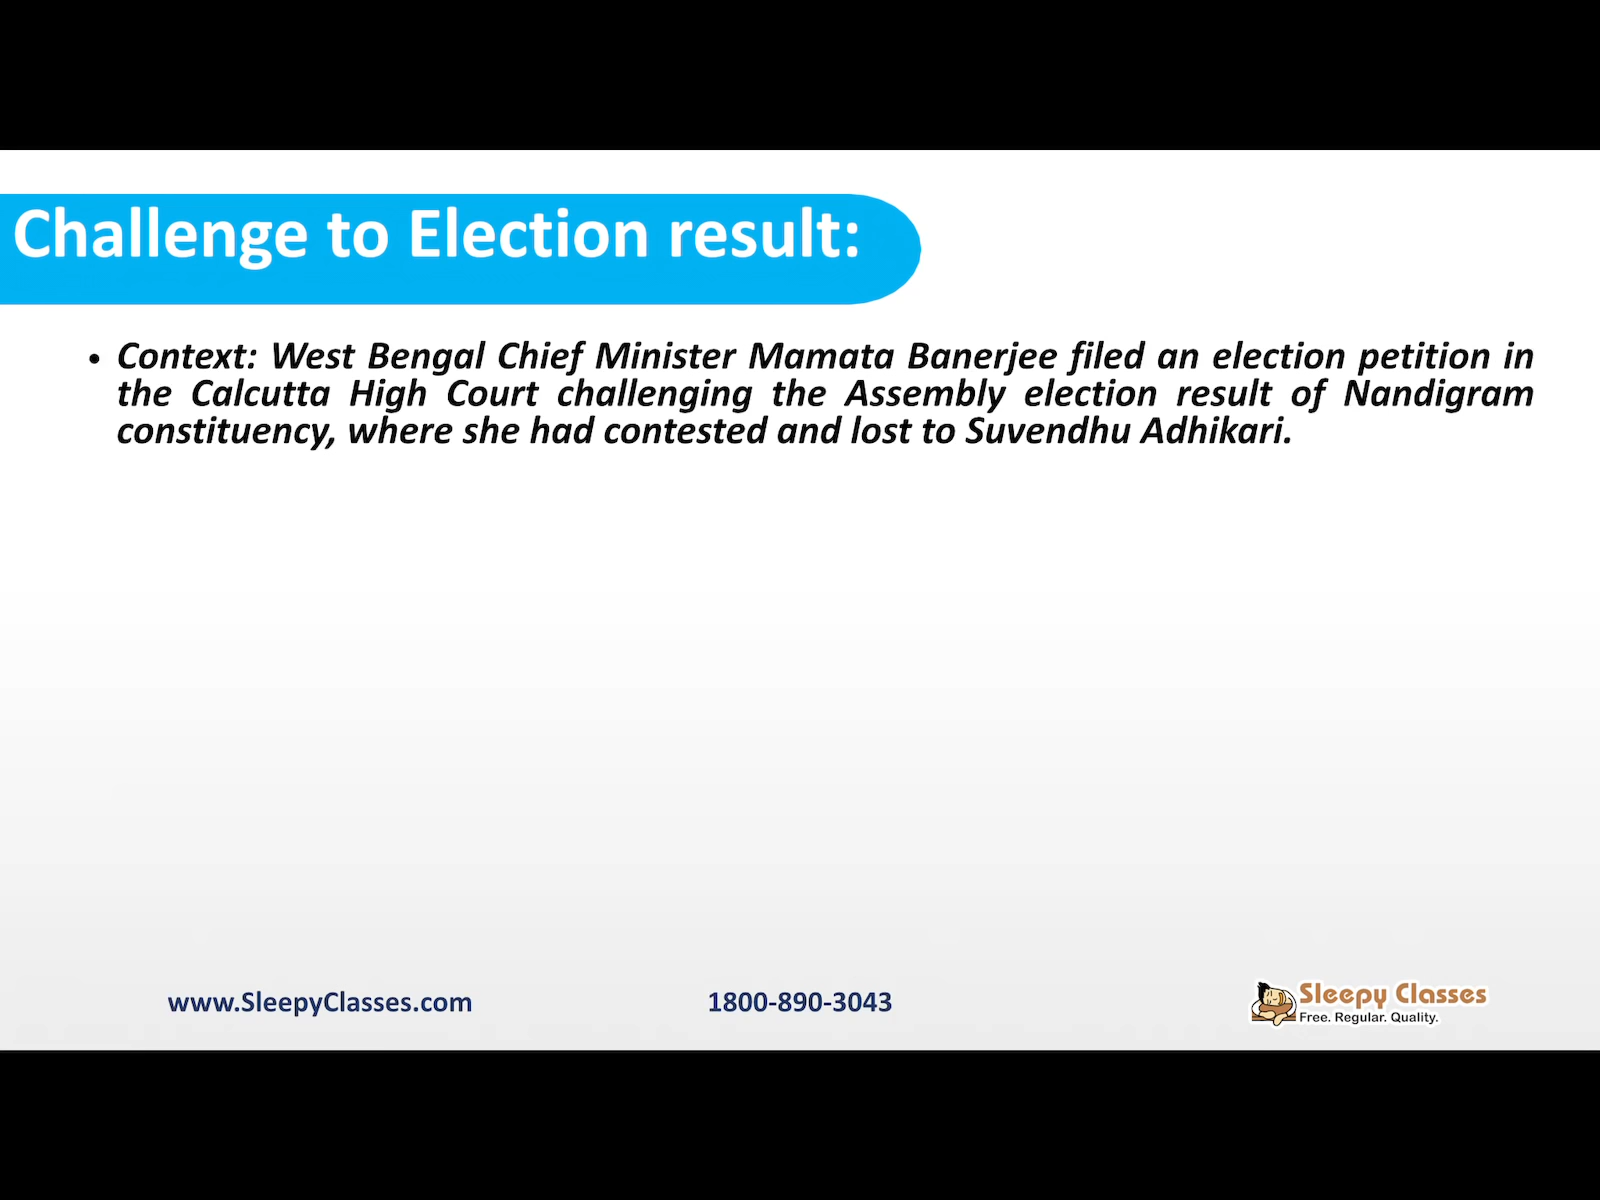 Challenge to Election result:
• Context: West Bengal Chief Minister Mamata Banerjee filed an election petition in
the Calcutta High Court challenging the Assembly election result of Nandigram
constituency, where she had contested and lost to Suvendhu Adhikari.
www.SleepyClasses.com
1800-890-3043
Sleepy Classes
Free. Regular. Quality.